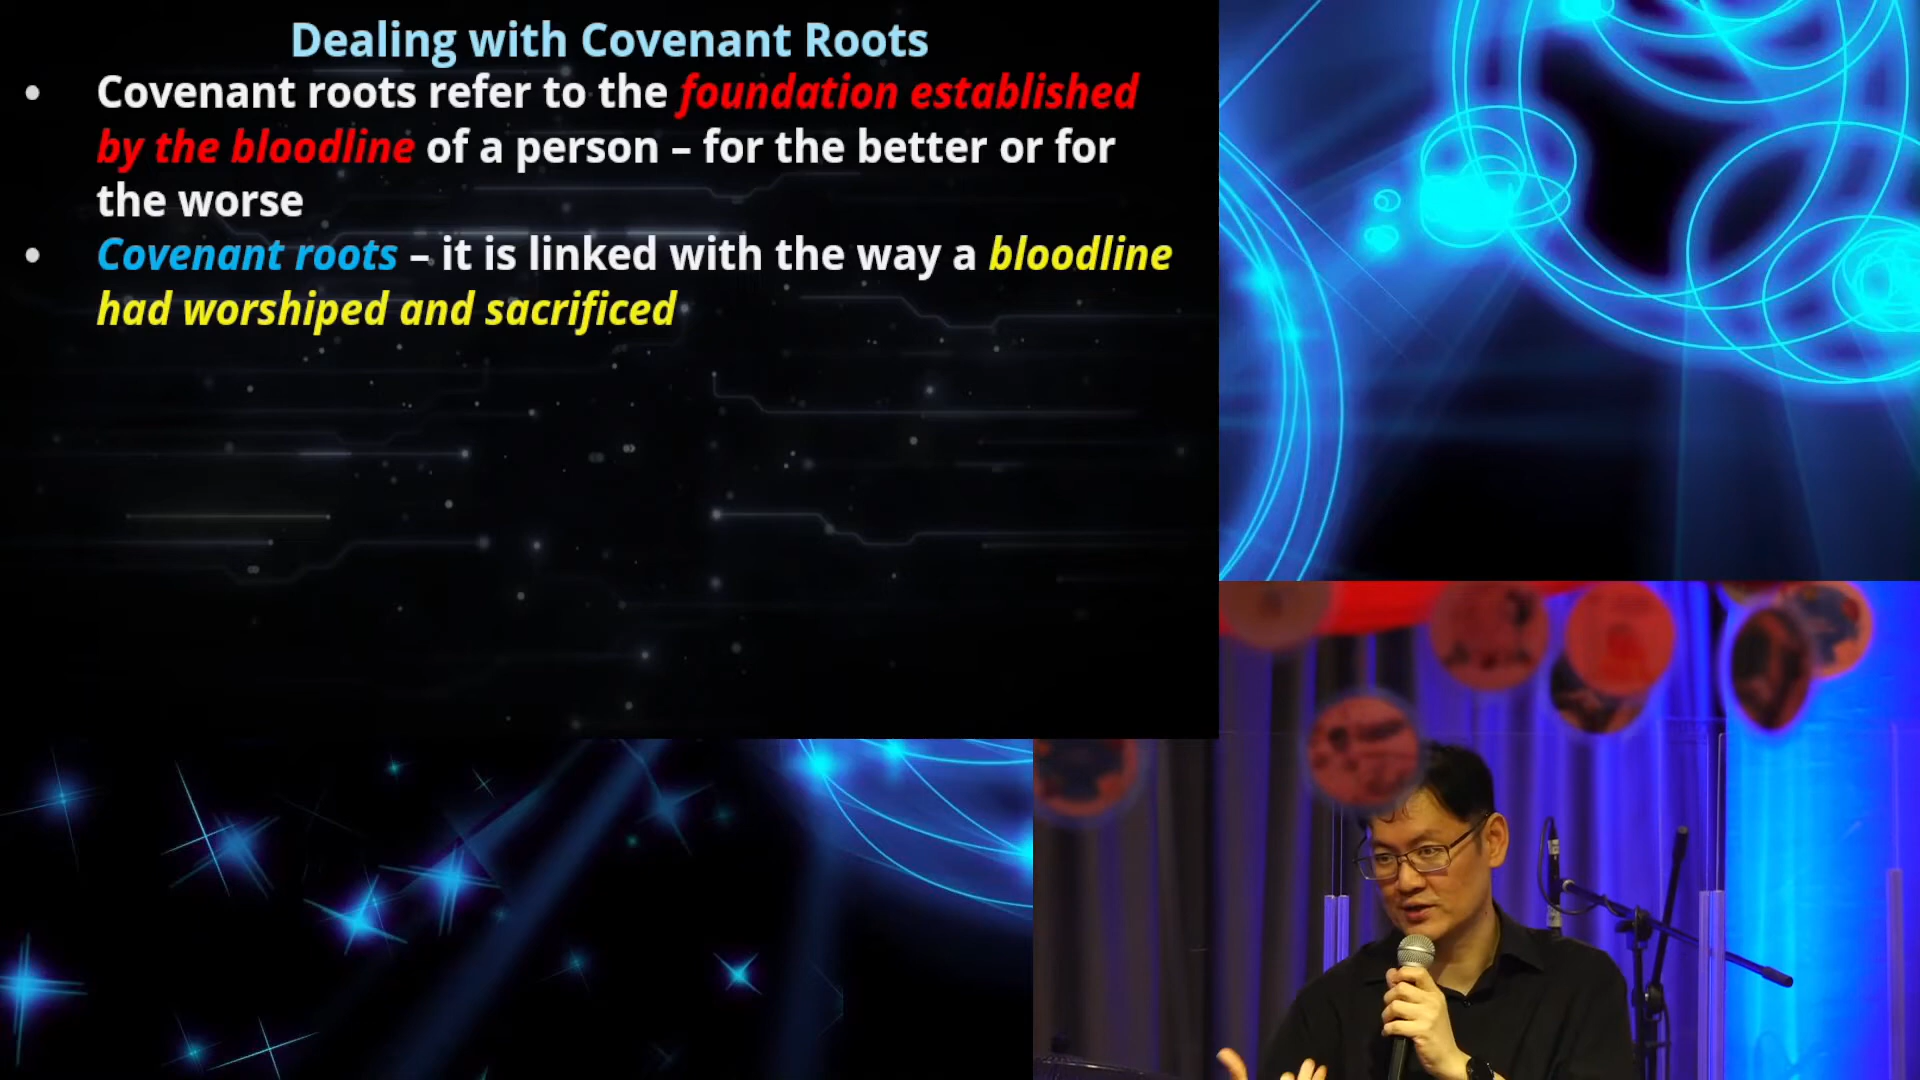 Dealing with Covenant Roots
• Covenant roots refer to the foundation established
by the bloodline of a person – for the better or for
the worse
• Covenant roots – it is linked with the way a bloodline
had worshiped and sacrificed